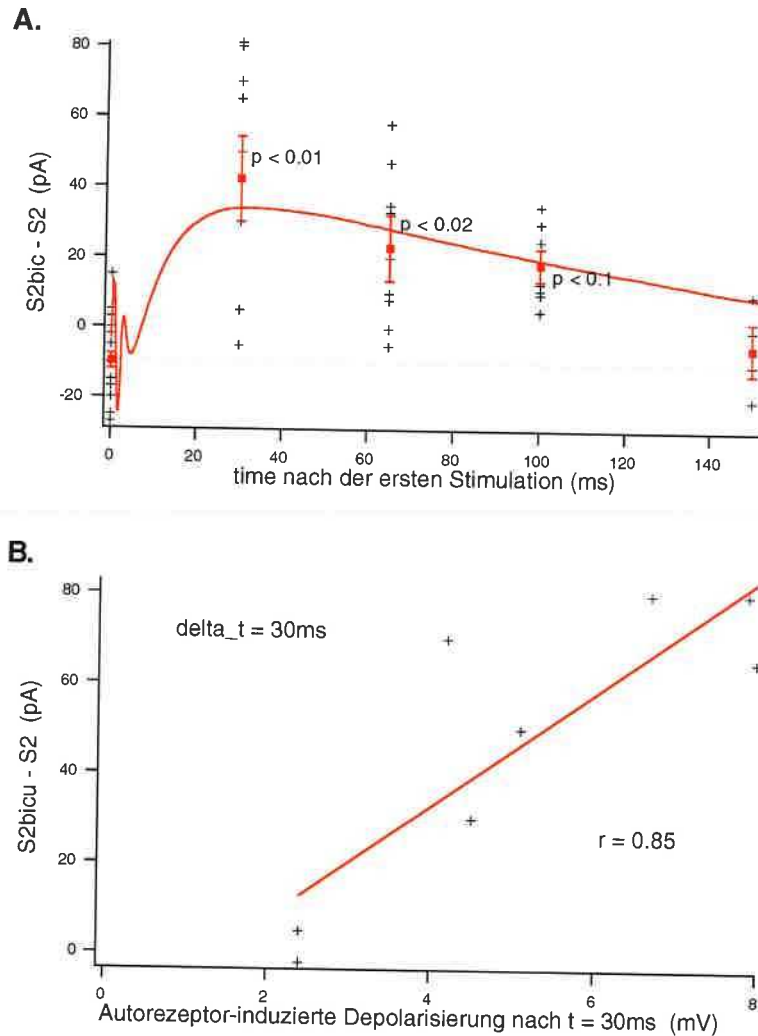 A.
80
60
40
20
0
-20
S2bic - S2 (pA)
p < 0.01
p < 0.02
p < 0.1
0 20 40 60 80 100 120 140
time nach der ersten Stimulation (ms)
B.
80
60
40
20
0
S2bicu - S2 (pA)
delta_t = 30ms
r = 0.85
0 2 4 6 8
Autorezeptor-induzierte Depolarisierung nach t = 30ms (mV)